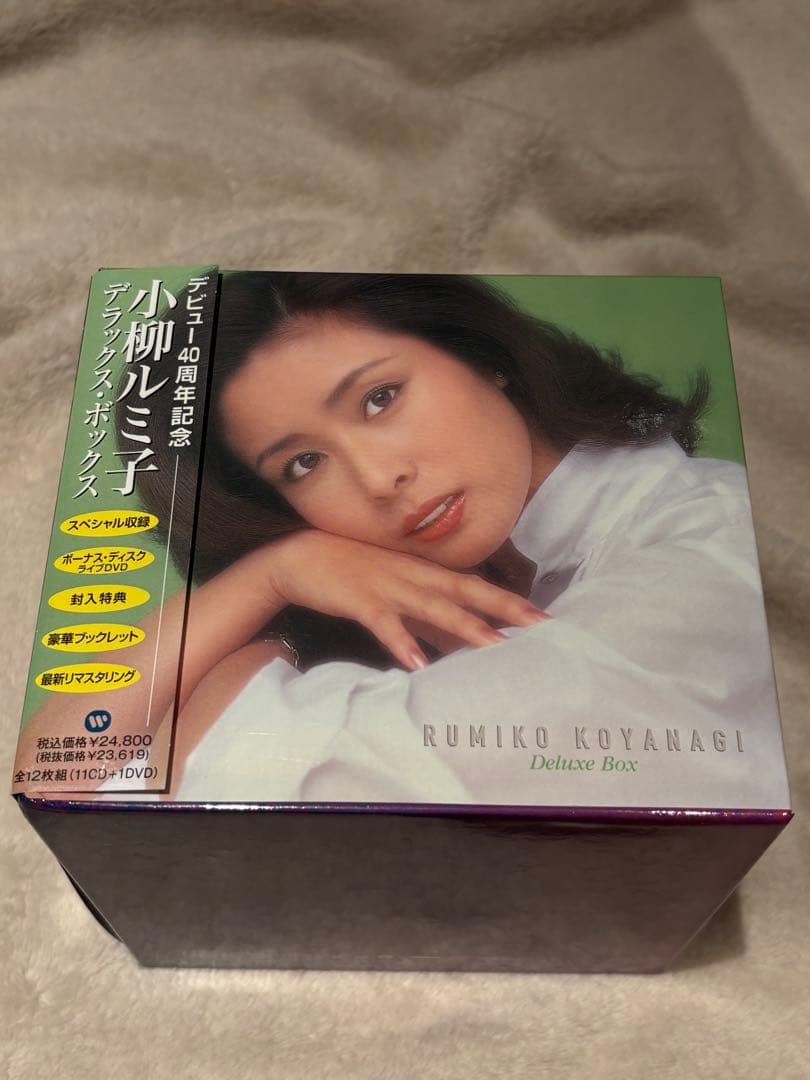 デビュー40周年記念
小柳ルミ子
デラックス・ボックス
スペシャル収録
ボーナス・ディスク
ライブDVD
封入特典
豪華ブックレット
最新リマスタリング
税込価格¥24,800
(税抜価格¥23,619)
全12枚組(11CD+1DVD)
RUMIKO KOYANAGI
Deluxe Box